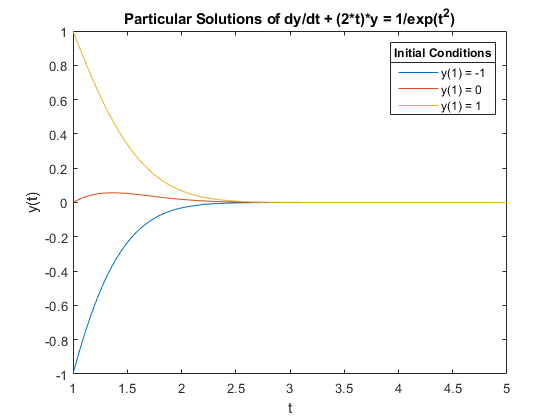 Particular Solutions of dy/dt + (2*t)*y = 1/exp(t²)
Initial Conditions
y(1) = -1
y(1) = 0
y(1) = 1
y(t)
1
0.8
0.6
0.4
0.2
0
-0.2
-0.4
-0.6
-0.8
-1
1 1.5 2 2.5 3 3.5 4 4.5 5
t